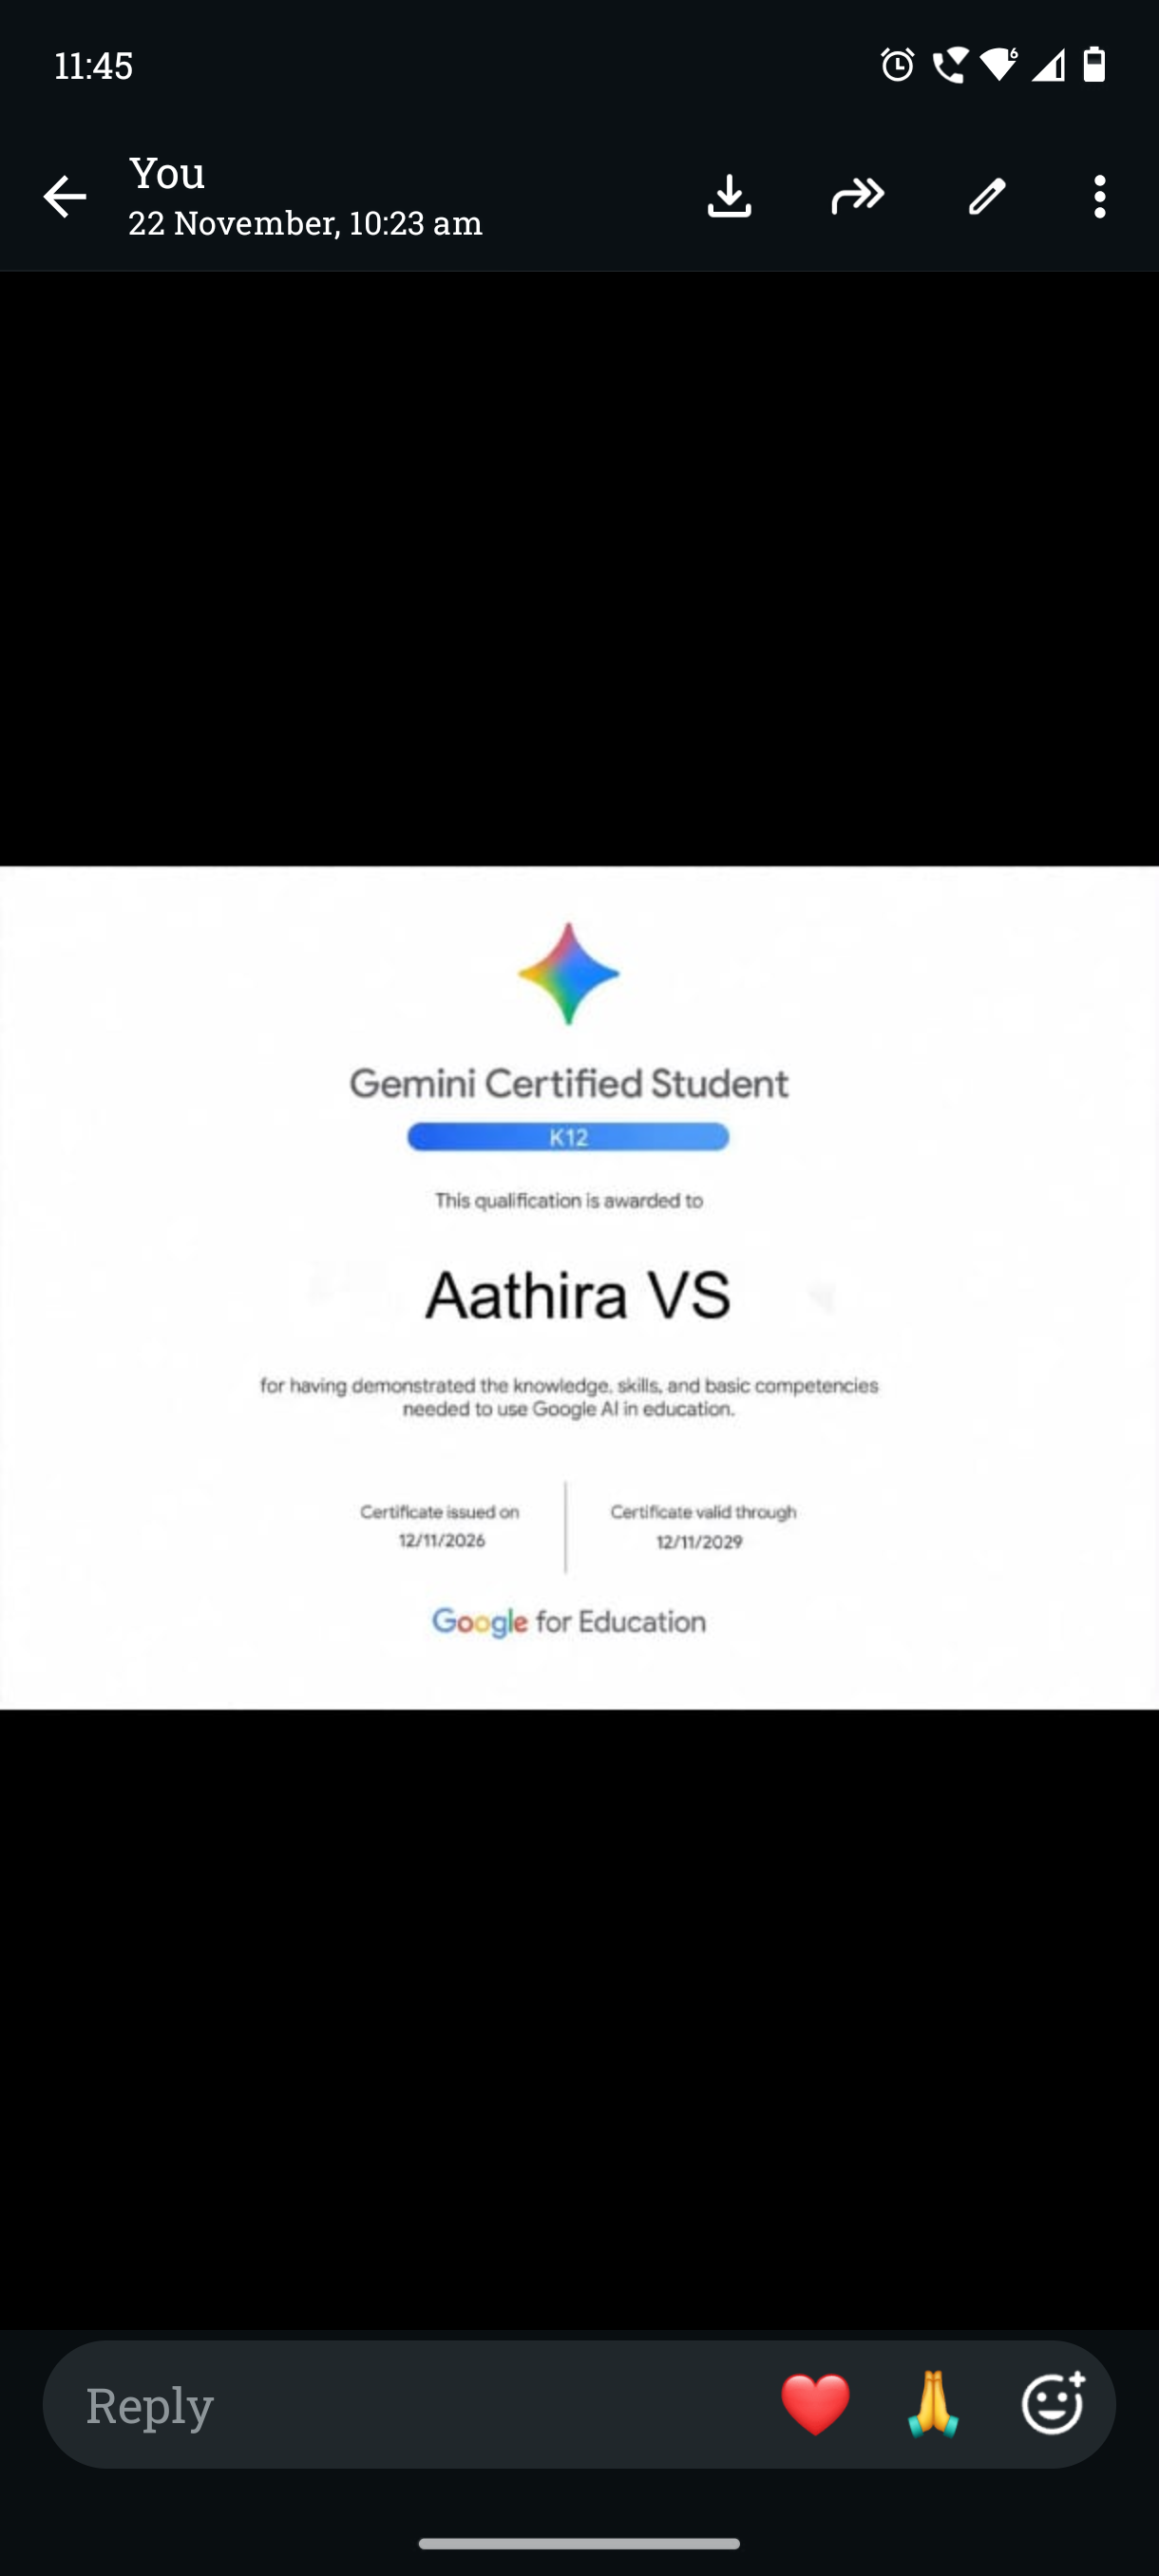 11:45
6
You
22 November, 10:23 am
Gemini Certified Student
K12
This qualification is awarded to
Aathira VS
for having demonstrated the knowledge, skills, and basic competencies
needed to use Google AI in education.
Certificate issued on
12/11/2026
Certificate valid through
12/11/2029
Google for Education
Reply